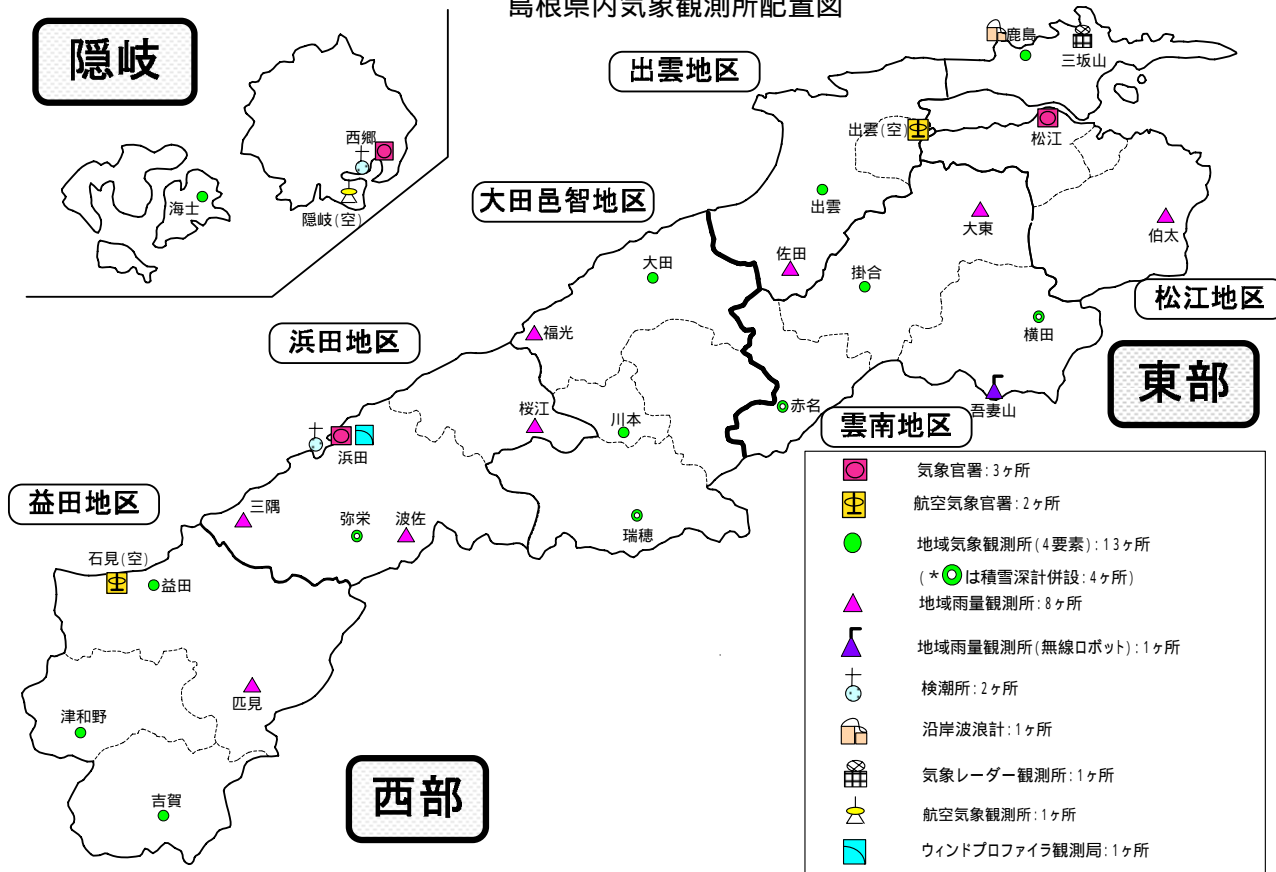 島根県内気象観測所配置図
隠岐
西郷
海士
隠岐(空)
出雲地区
鹿島
三坂山
出雲(空)
松江
出雲
大東
伯太
佐田
掛合
横田
松江地区
東部
吾妻山
赤名
雲南地区
大田邑智地区
大田
福光
桜江
川本
瑞穂
浜田地区
浜田
三隅
弥栄
波佐
益田地区
石見(空)
益田
匹見
津和野
吉賀
西部
気象官署:3ヶ所
航空気象官署:2ヶ所
地域気象観測所(4要素):13ヶ所
(*◎は積雪深計併設:4ヶ所)
地域雨量観測所:8ヶ所
地域雨量観測所(無線ロボット):1ヶ所
検潮所:2ヶ所
沿岸波浪計:1ヶ所
気象レーダー観測所:1ヶ所
航空気象観測所:1ヶ所
ウィンドプロファイラ観測局:1ヶ所